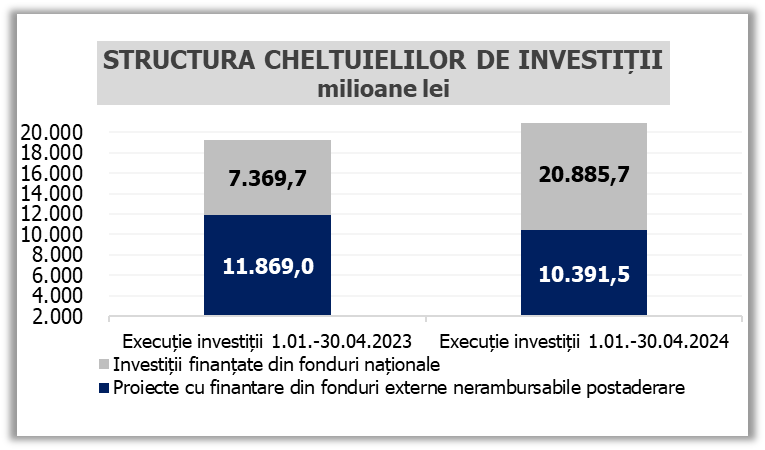 STRUCTURA CHELTUIELILOR DE INVESTIȚII
milioane lei
20.000
18.000
16.000
14.000
12.000
10.000
8.000
6.000
4.000
2.000
7.369,7
11.869,0
20.885,7
10.391,5
Execuție investiții 1.01.-30.04.2023
Execuție investiții 1.01.-30.04.2024
Investiții finanțate din fonduri naționale
Proiecte cu finantare din fonduri externe nerambursabile postaderare